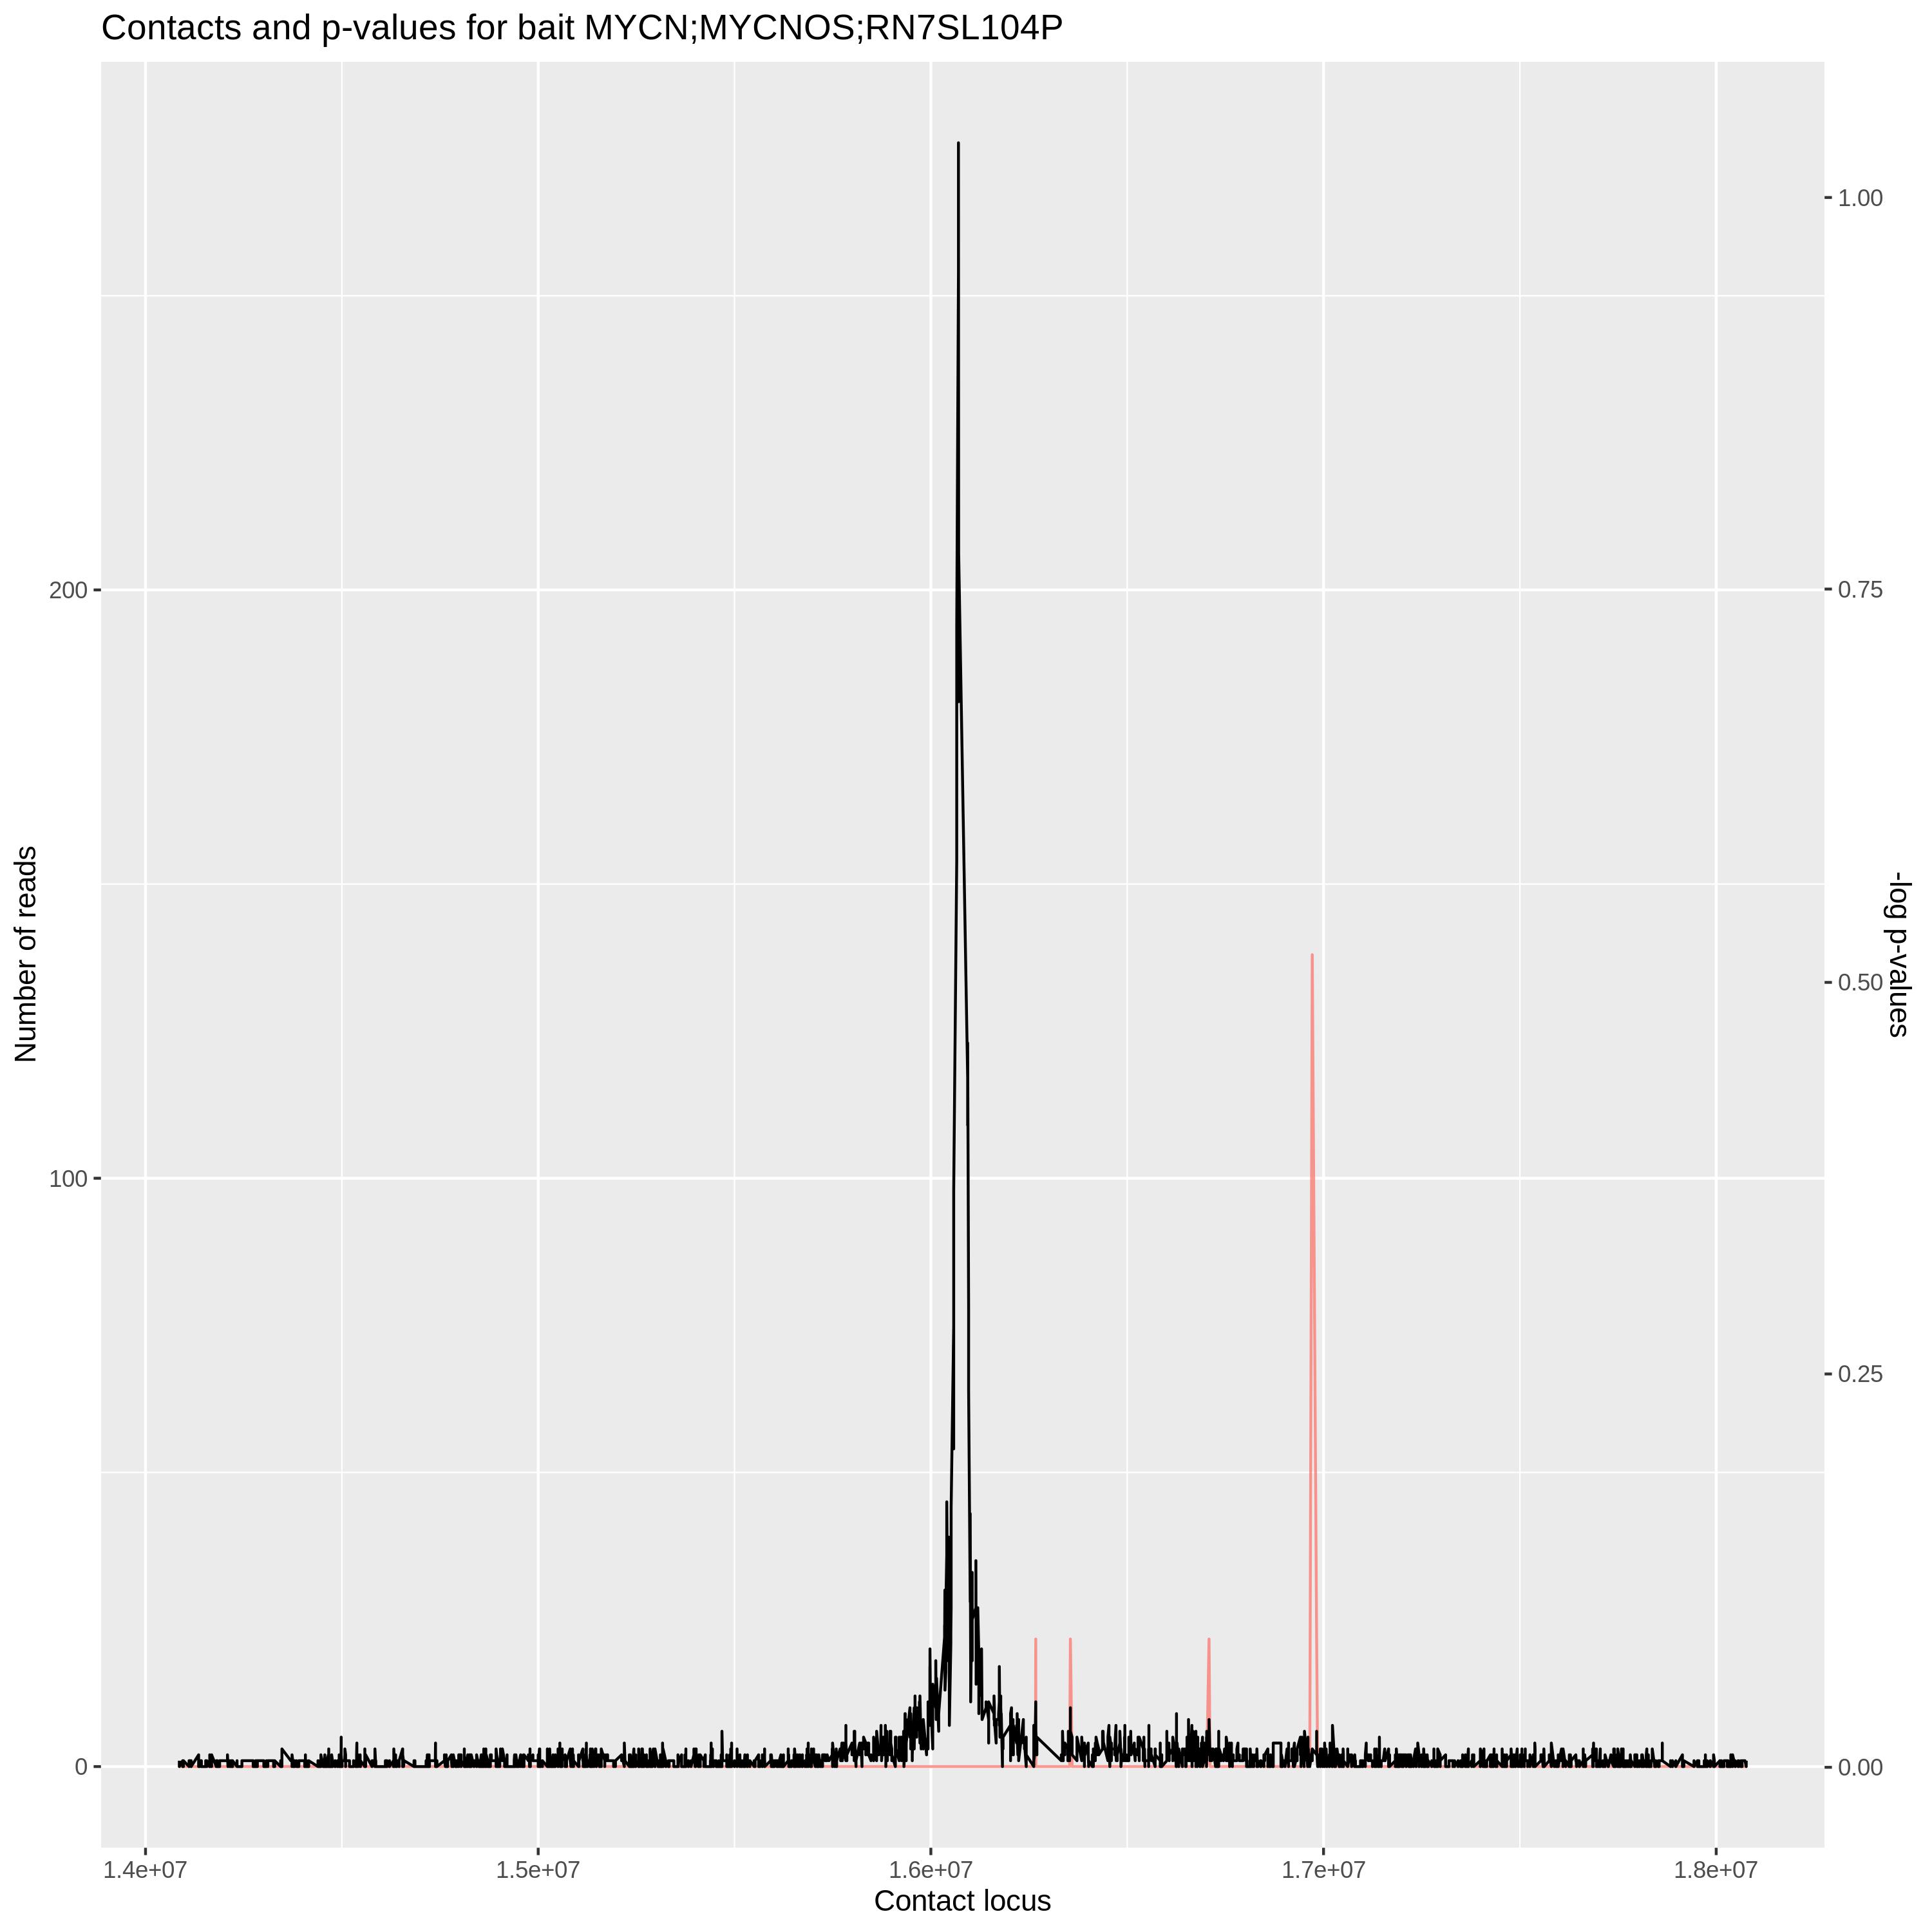 Contacts and p-values for bait MYCN;MYCNOS;RN7SL104P
1.00
200
0.75
Number of reads
-log p-values
0.50
100
0.25
0
0.00
1.4e+07
1.5e+07
1.6e+07
1.7e+07
1.8e+07
Contact locus